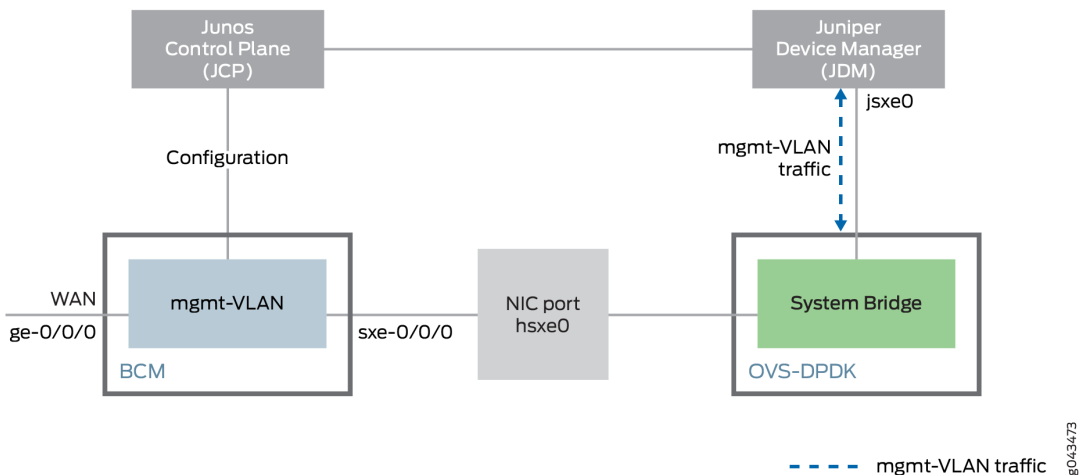 Junos
Control Plane
(JCP)
Juniper
Device Manager
(JDM)
jsxe0
Configuration
mgmt-VLAN
traffic
WAN
ge-0/0/0
mgmt-VLAN
BCM
sxe-0/0/0
NIC port
hsxe0
System Bridge
OVS-DPDK
mgmt-VLAN traffic
g043473